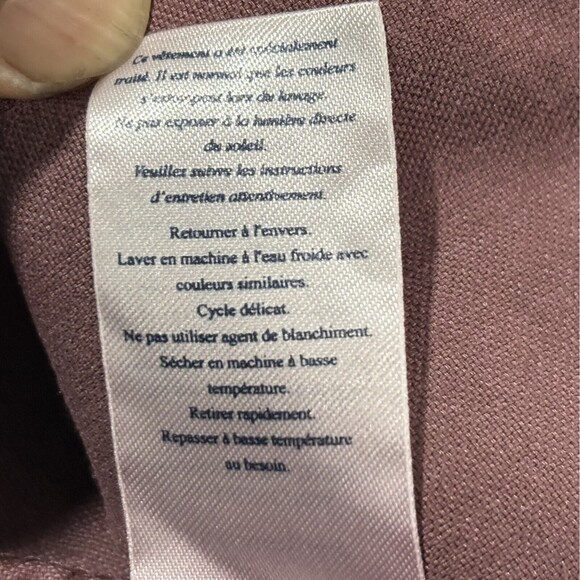 Ce vêtement a été spécialement
traité. Il est normal que les couleurs
s'estompent lors du lavage.
Ne pas exposer à la lumière directe
du soleil.
Veuillez suivre les instructions
d'entretien attentivement.
Retourner à l'envers.
Laver en machine à l'eau froide avec
couleurs similaires.
Cycle délicat.
Ne pas utiliser agent de blanchiment.
Sécher en machine à basse
température.
Retirer rapidement.
Repasser à basse température
au besoin.